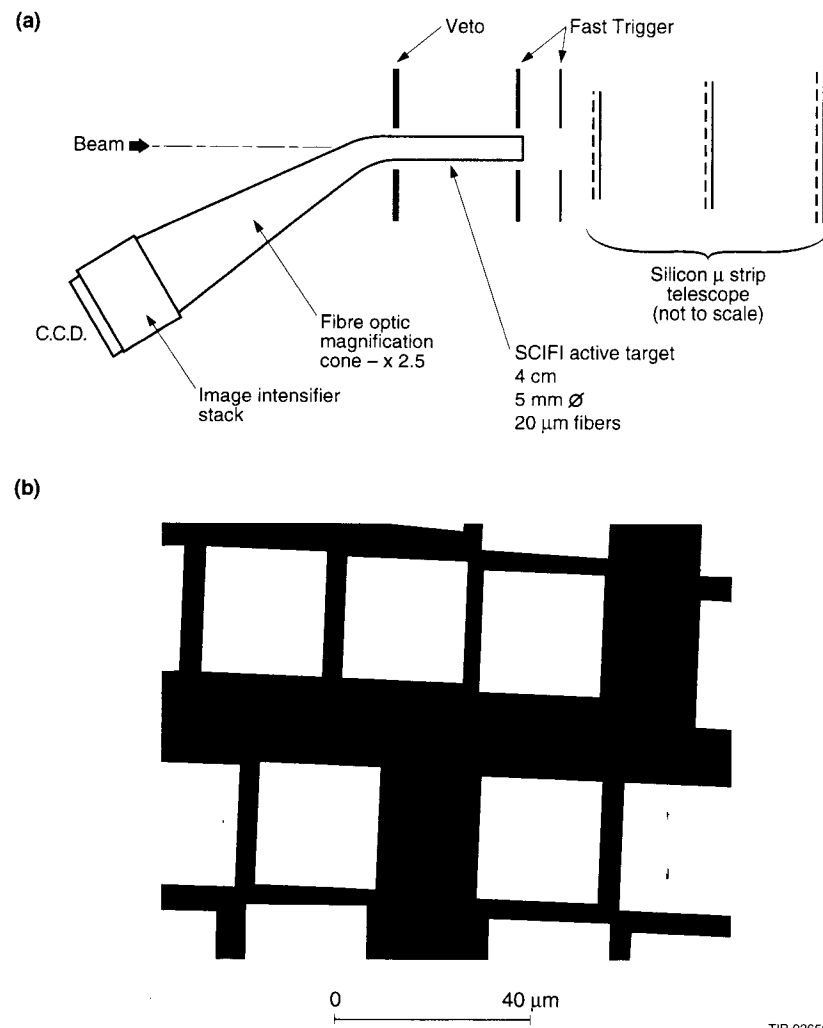 (a)
Veto
Fast Trigger
Beam
C.C.D.
Fibre optic
magnification
cone – x 2.5
Image intensifier
stack
SCIFI active target
4 cm
5 mm Ø
20 µm fibers
Silicon µ strip
telescope
(not to scale)
(b)
0 40 µm